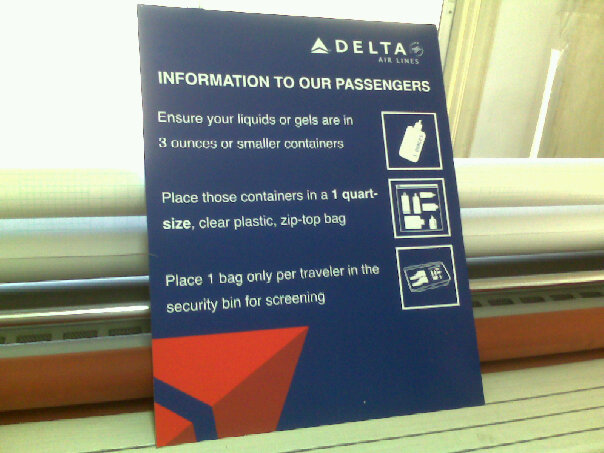 DELTA
AIR LINES
INFORMATION TO OUR PASSENGERS
Ensure your liquids or gels are in
3 ounces or smaller containers
Place those containers in a 1 quart-
size, clear plastic, zip-top bag
Place 1 bag only per traveler in the
security bin for screening